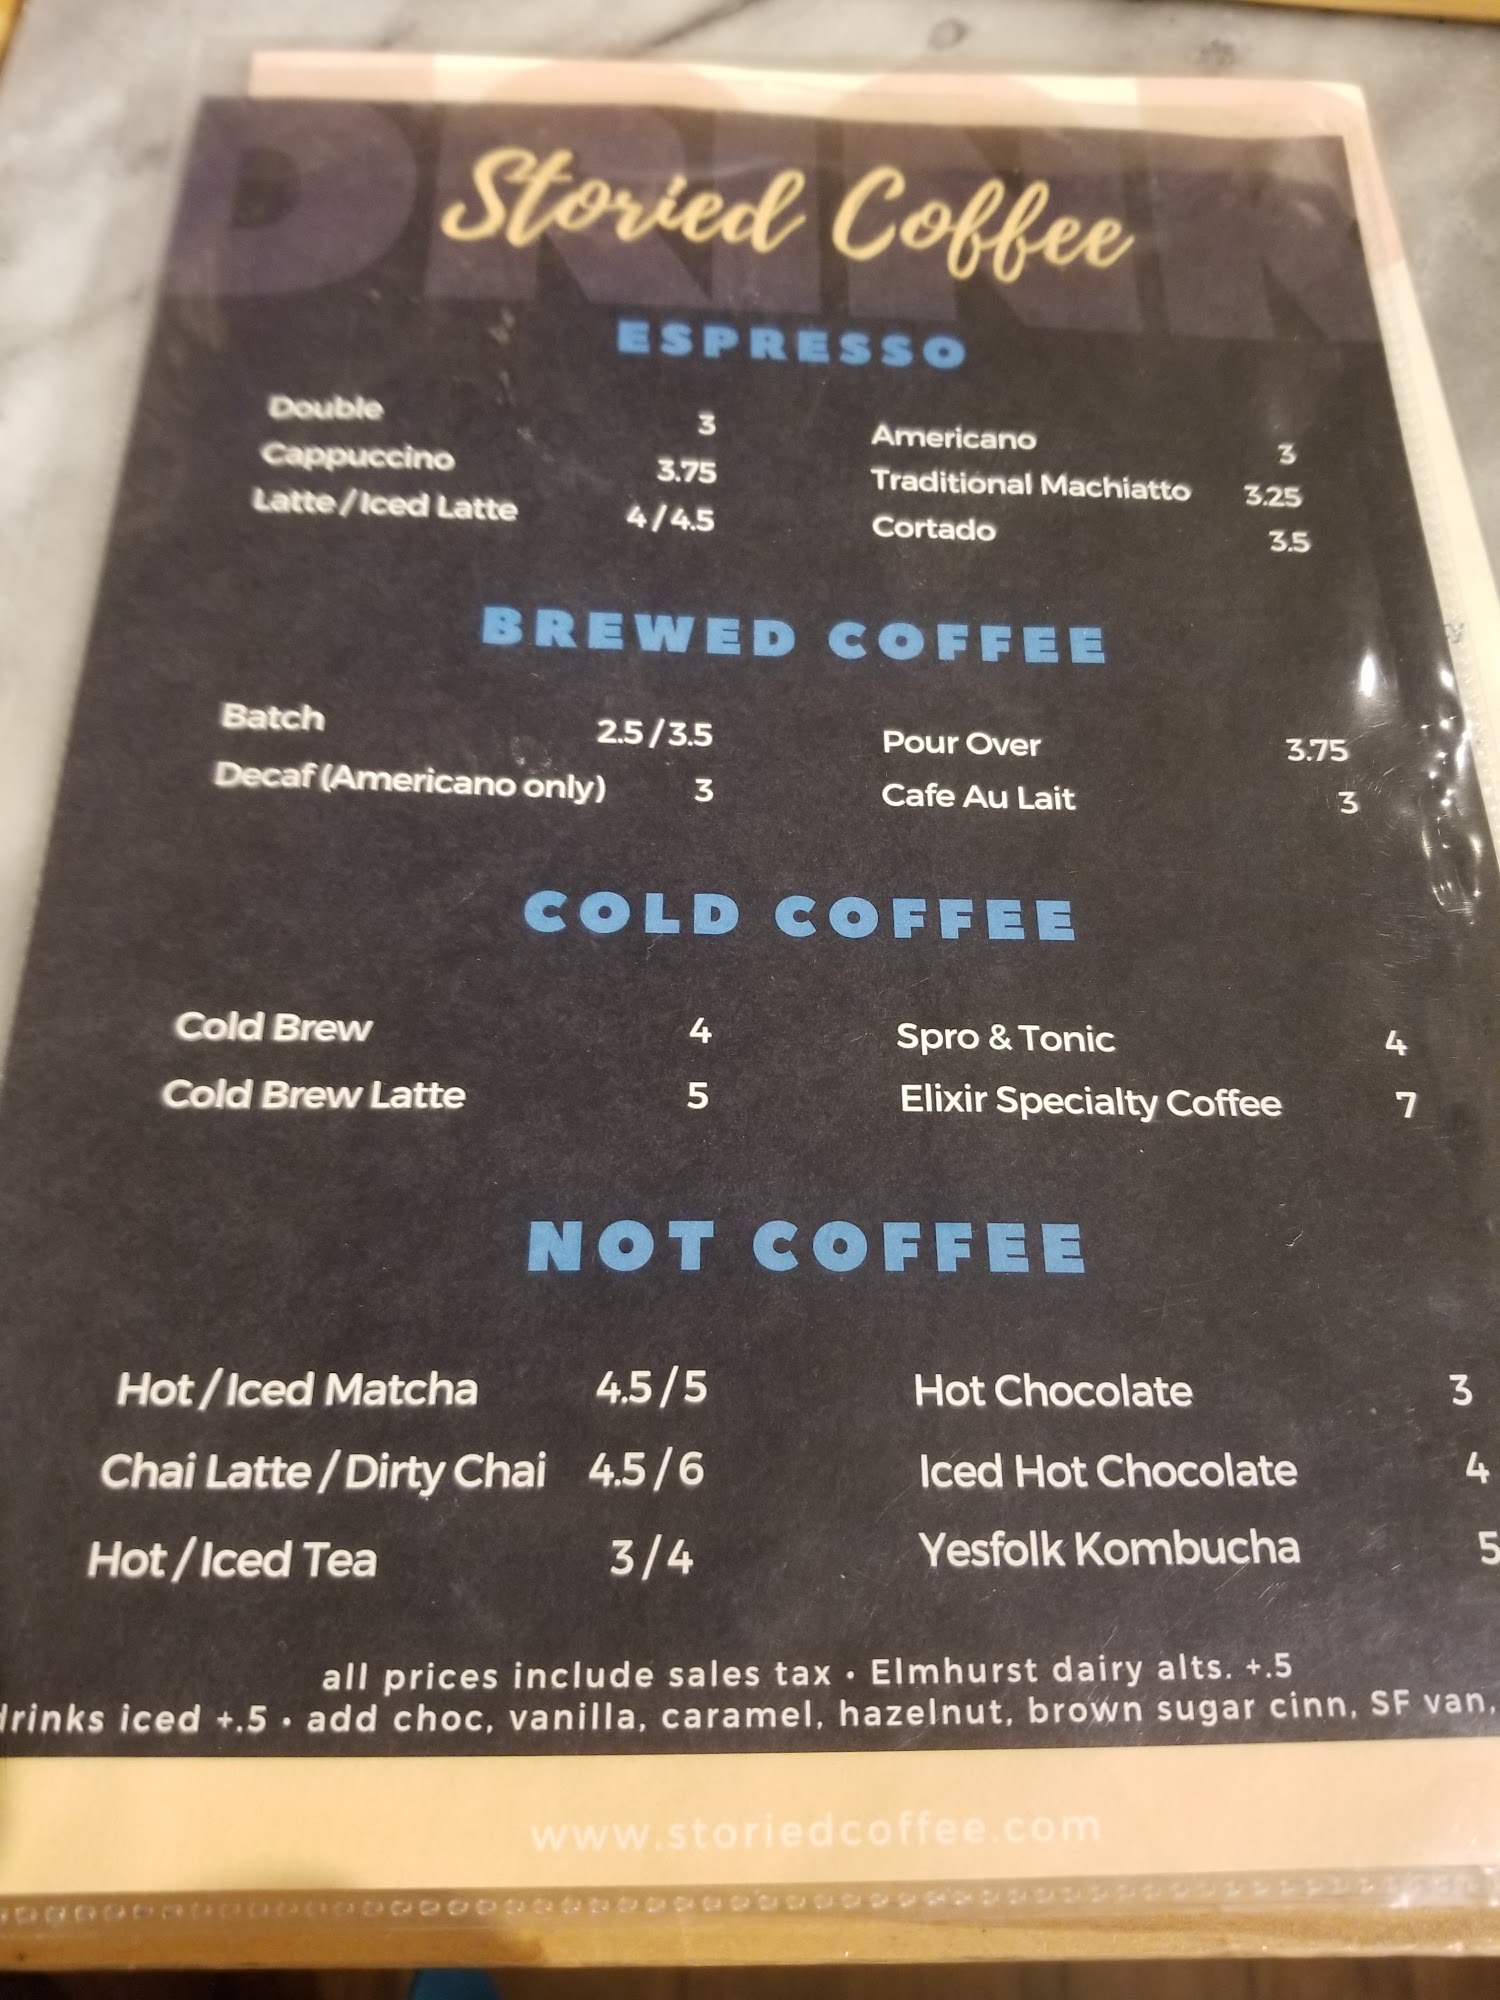 DRINK
Storied Coffee
ESPRESSO
Double 3
Cappuccino 3.75
Latte / Iced Latte 4 / 4.5
Americano 3
Traditional Machiatto 3.25
Cortado 3.5
BREWED COFFEE
Batch 2.5 / 3.5
Decaf (Americano only) 3
Pour Over 3.75
Cafe Au Lait 3
COLD COFFEE
Cold Brew 4
Cold Brew Latte 5
Spro & Tonic 4
Elixir Specialty Coffee 7
NOT COFFEE
Hot / Iced Matcha 4.5 / 5
Chai Latte / Dirty Chai 4.5 / 6
Hot / Iced Tea 3 / 4
Hot Chocolate 3
Iced Hot Chocolate 4
Yesfolk Kombucha 5
all prices include sales tax • Elmhurst dairy alts. +.5
drinks iced +.5 • add choc, vanilla, caramel, hazelnut, brown sugar cinn, SF van,
www.storiedcoffee.com